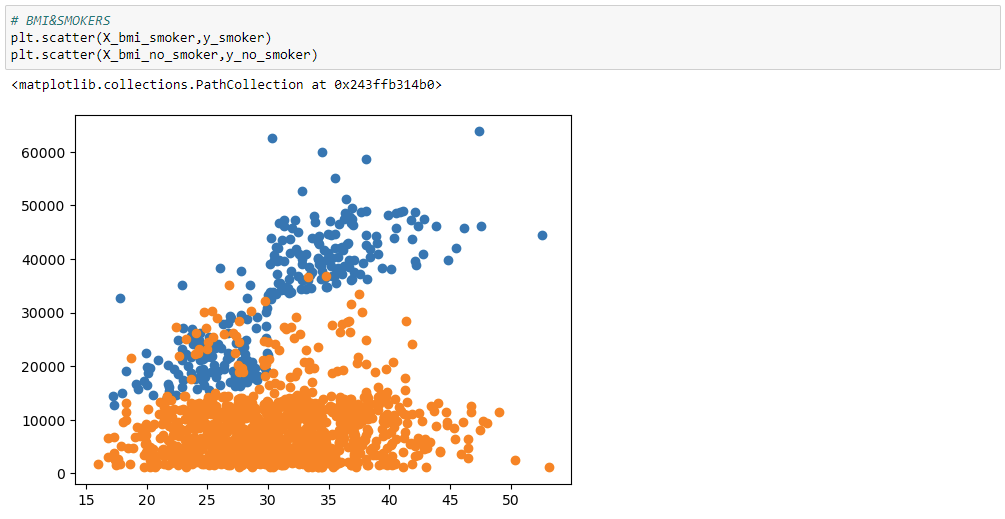 # BMI&SMOKERS
plt.scatter(X_bmi_smoker,y_smoker)
plt.scatter(X_bmi_no_smoker,y_no_smoker)
<matplotlib.collections.PathCollection at 0x243ffb314b0>
60000
50000
40000
30000
20000
10000
0
15 20 25 30 35 40 45 50